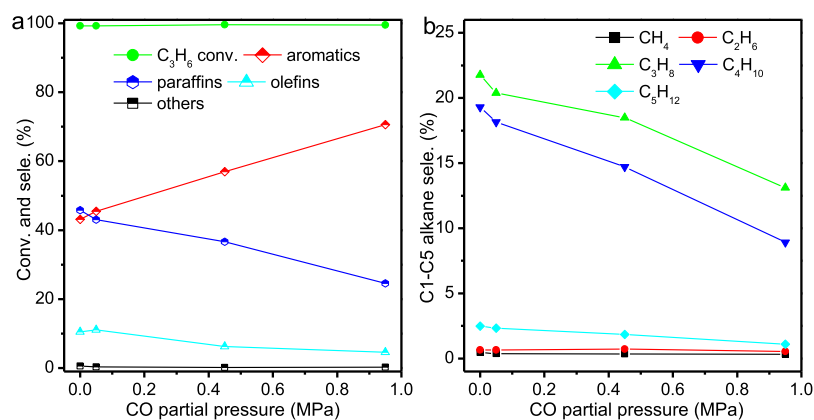 a
100
80
60
40
20
0
Conv. and sele. (%)
C₃H₆ conv.
aromatics
paraffins
olefins
others
0.0
0.2
0.4
0.6
0.8
1.0
CO partial pressure (MPa)
b
25
20
15
10
5
0
C1-C5 alkane sele. (%)
CH₄
C₂H₆
C₃H₈
C₄H₁₀
C₅H₁₂
0.0
0.2
0.4
0.6
0.8
1.0
CO partial pressure (MPa)